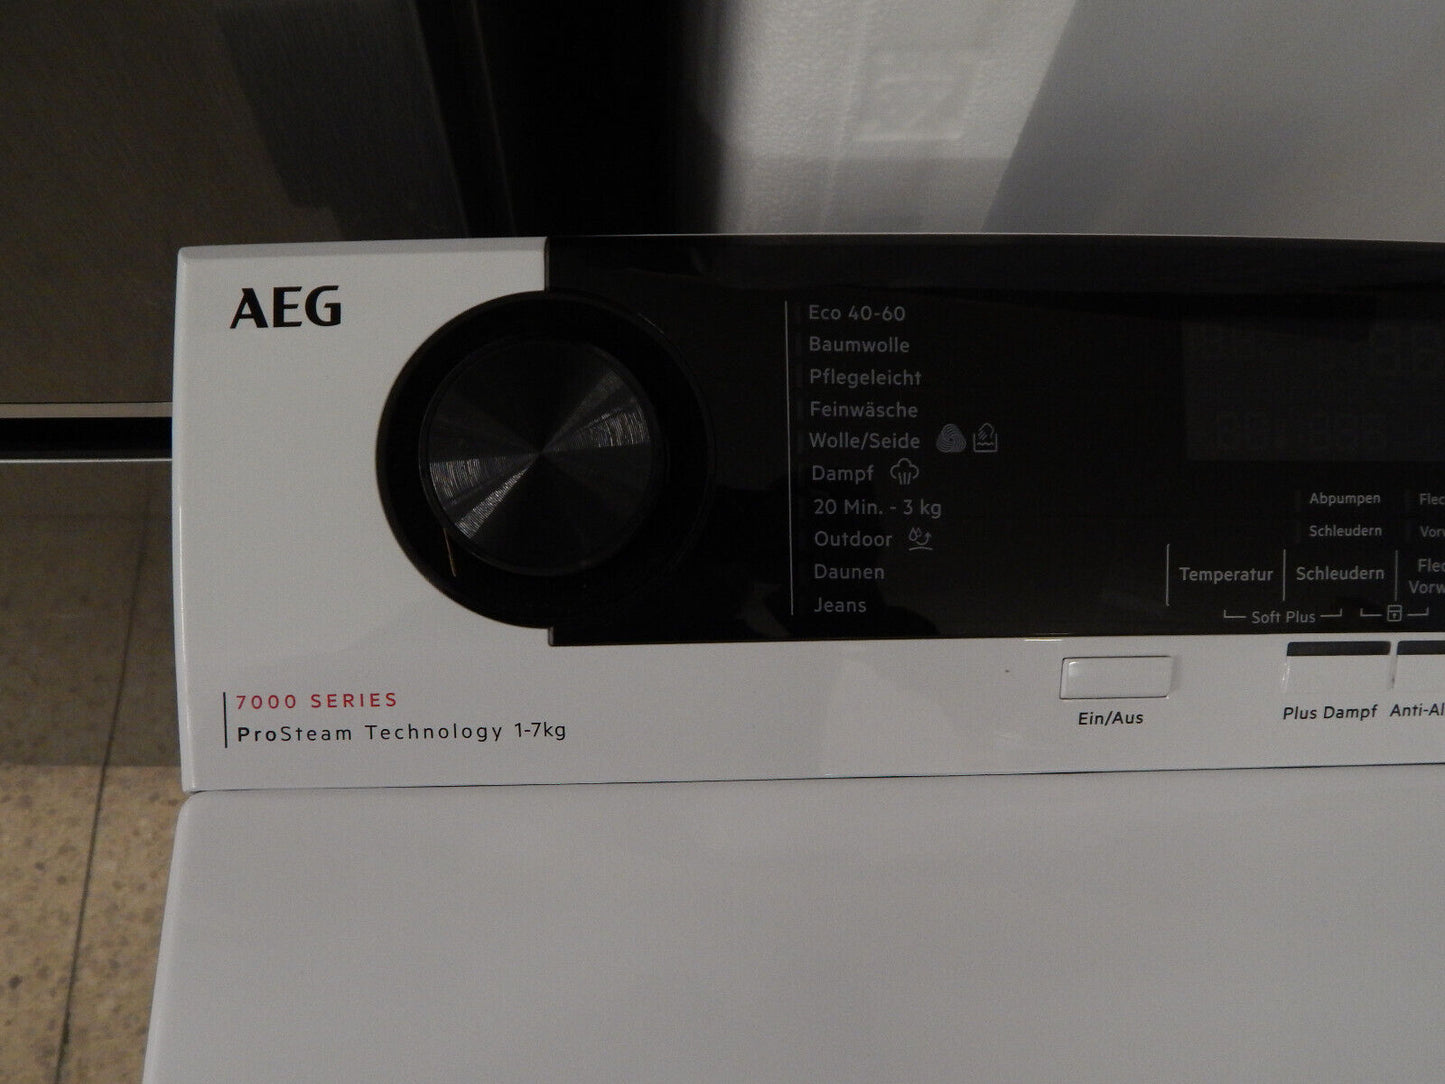 AEG
Eco 40-60
Baumwolle
Pflegeleicht
Feinwäsche
Wolle/Seide
Dampf
20 Min. - 3 kg
Outdoor
Daunen
Jeans
Abpumpen
Schleudern
Temperatur
Schleudern
Soft Plus
7000 SERIES
ProSteam Technology 1-7kg
Ein/Aus
Plus Dampf